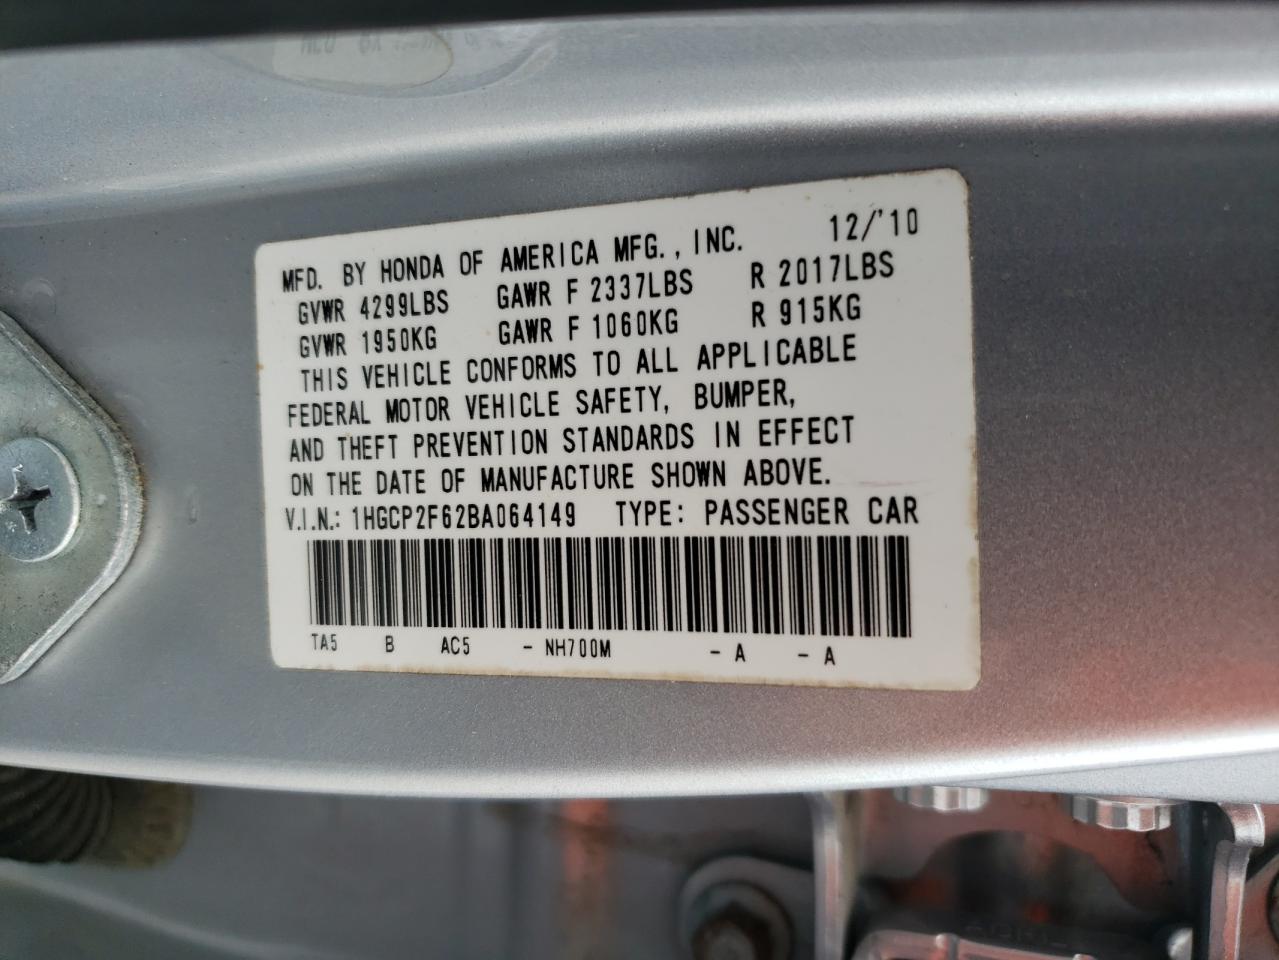 MFD. BY HONDA OF AMERICA MFG., INC. 12/'10
GVWR 4299LBS GAWR F 2337LBS R 2017LBS
GVWR 1950KG GAWR F 1060KG R 915KG
THIS VEHICLE CONFORMS TO ALL APPLICABLE
FEDERAL MOTOR VEHICLE SAFETY, BUMPER,
AND THEFT PREVENTION STANDARDS IN EFFECT
ON THE DATE OF MANUFACTURE SHOWN ABOVE.
V.I.N.: 1HGCP2F62BA064149 TYPE: PASSENGER CAR
TA5 B AC5 - NH700M - A - A